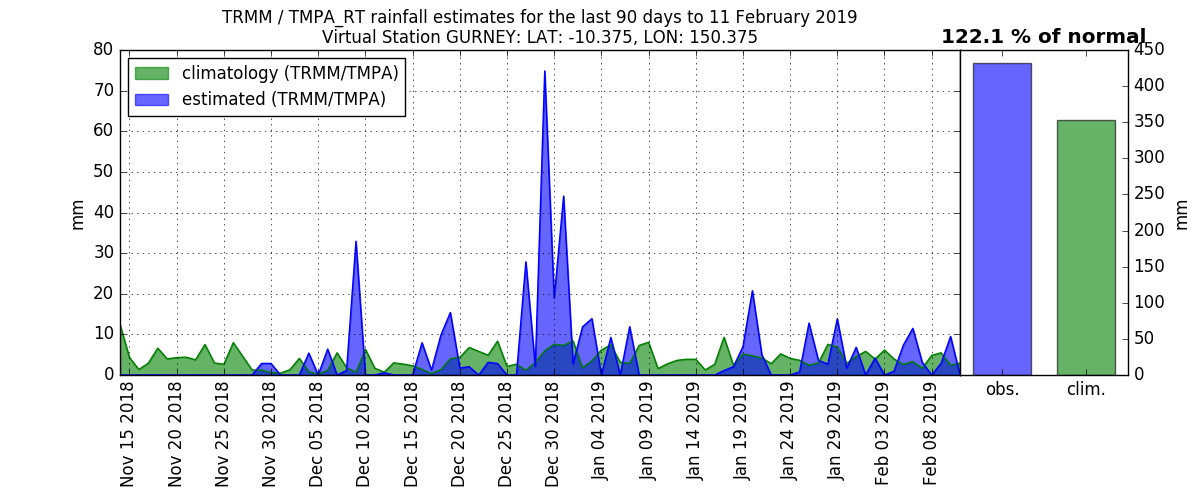 TRMM / TMPA_RT rainfall estimates for the last 90 days to 11 February 2019
Virtual Station GURNEY: LAT: -10.375, LON: 150.375
122.1 % of normal
climatology (TRMM/TMPA)
estimated (TRMM/TMPA)
80
70
60
50
40
30
20
10
0
mm
Nov 15 2018
Nov 20 2018
Nov 25 2018
Nov 30 2018
Dec 05 2018
Dec 10 2018
Dec 15 2018
Dec 20 2018
Dec 25 2018
Dec 30 2018
Jan 04 2019
Jan 09 2019
Jan 14 2019
Jan 19 2019
Jan 24 2019
Jan 29 2019
Feb 03 2019
Feb 08 2019
obs.
clim.
450
400
350
300
250
200
150
100
50
0
mm